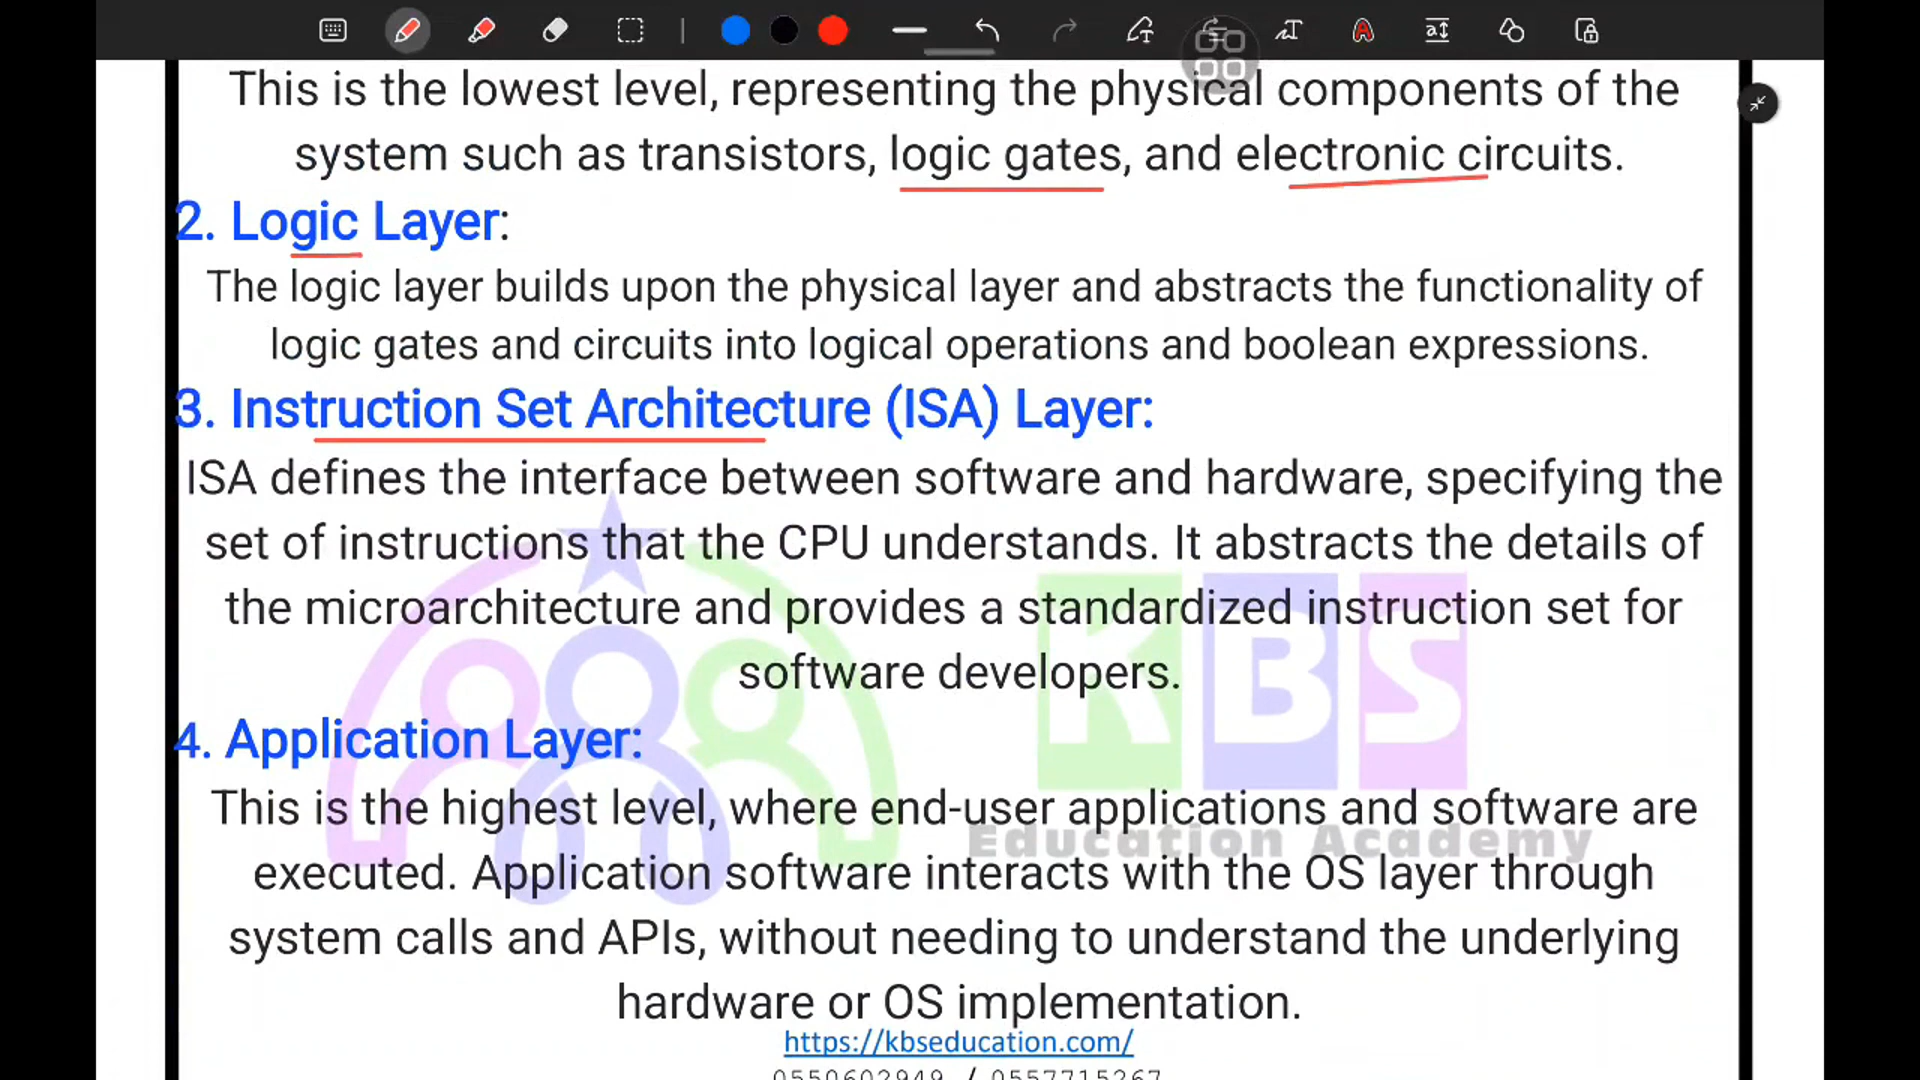 This is the lowest level, representing the physical components of the
system such as transistors, logic gates, and electronic circuits.
2. Logic Layer:
The logic layer builds upon the physical layer and abstracts the functionality of
logic gates and circuits into logical operations and boolean expressions.
3. Instruction Set Architecture (ISA) Layer:
ISA defines the interface between software and hardware, specifying the
set of instructions that the CPU understands. It abstracts the details of
the microarchitecture and provides a standardized instruction set for
software developers.
KBS
Education Academy
4. Application Layer:
This is the highest level, where end-user applications and software are
executed. Application software interacts with the OS layer through
system calls and APIs, without needing to understand the underlying
hardware or OS implementation.
https://kbseducation.com/
0550602949 / 0557715267